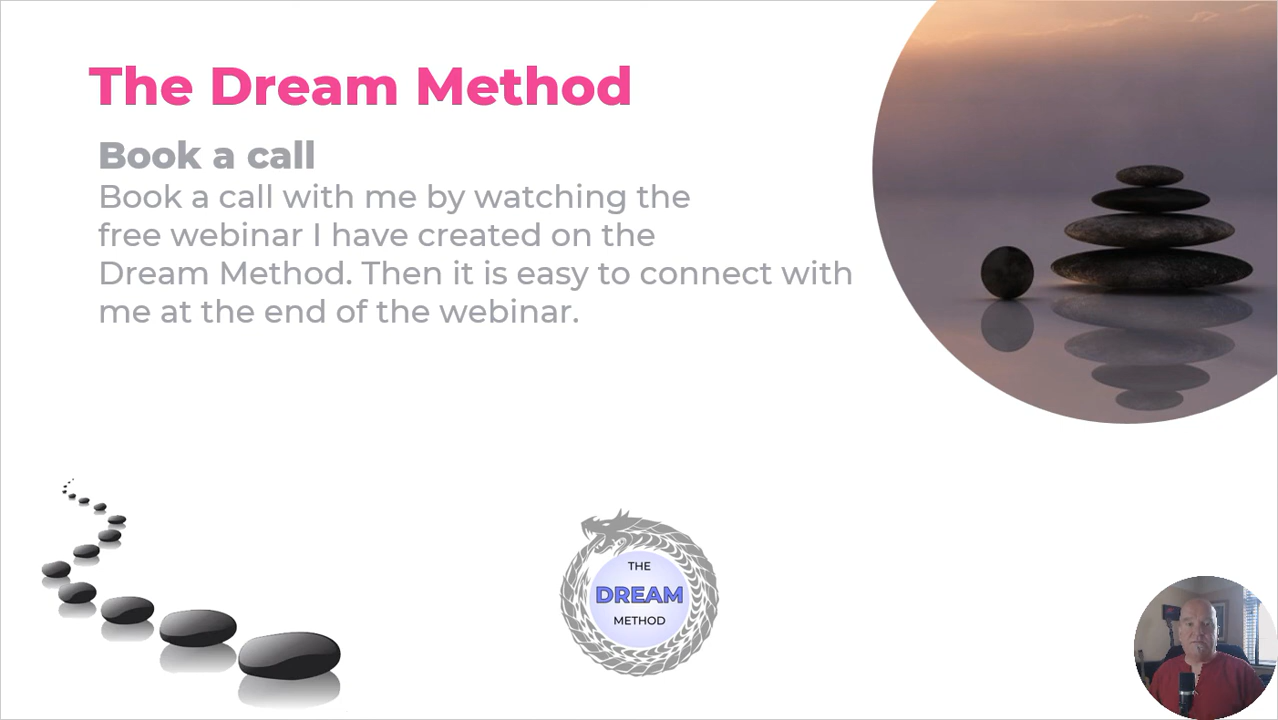 The Dream Method
Book a call
Book a call with me by watching the
free webinar I have created on the
Dream Method. Then it is easy to connect with
me at the end of the webinar.
THE
DREAM
METHOD